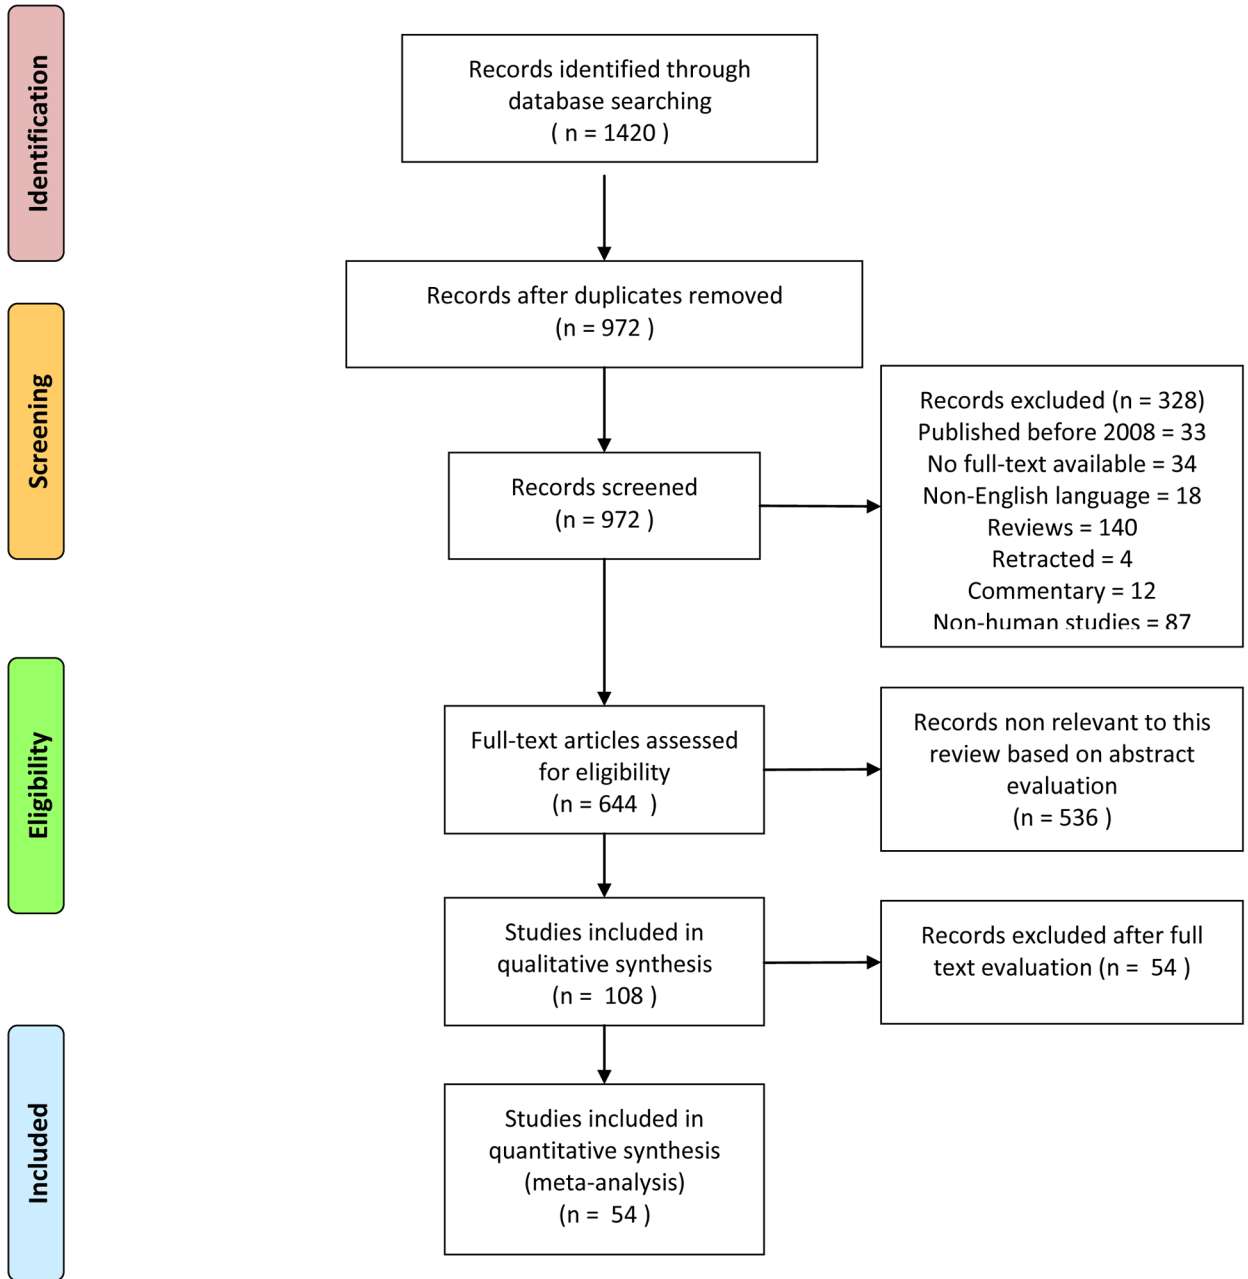 Identification
Records identified through
database searching
( n = 1420 )
Records after duplicates removed
(n = 972 )
Screening
Records screened
(n = 972 )
Records excluded (n = 328)
Published before 2008 = 33
No full-text available = 34
Non-English language = 18
Reviews = 140
Retracted = 4
Commentary = 12
Non-human studies = 87
Eligibility
Full-text articles assessed
for eligibility
(n = 644 )
Records non relevant to this
review based on abstract
evaluation
(n = 536 )
Studies included in
qualitative synthesis
(n = 108 )
Records excluded after full
text evaluation (n = 54 )
Included
Studies included in
quantitative synthesis
(meta-analysis)
(n = 54 )